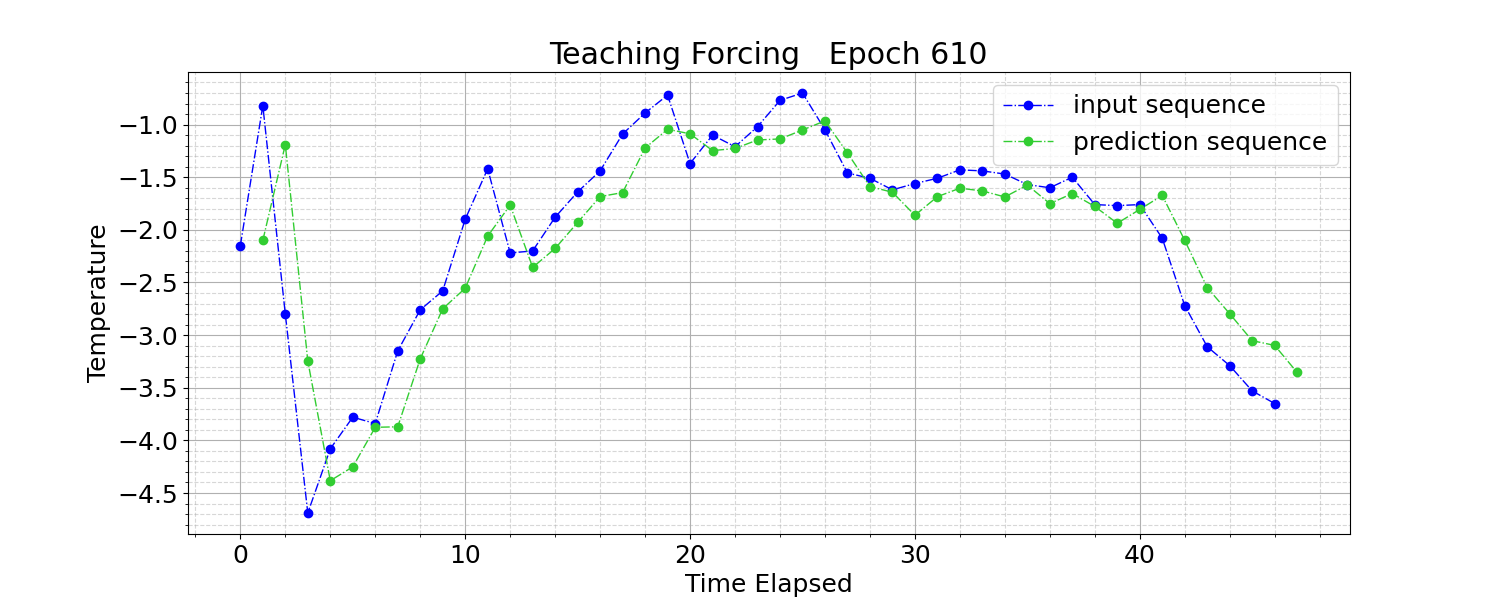 Teaching Forcing   Epoch 610
input sequence
prediction sequence
Temperature
−1.0
−1.5
−2.0
−2.5
−3.0
−3.5
−4.0
−4.5
0 10 20 30 40
Time Elapsed